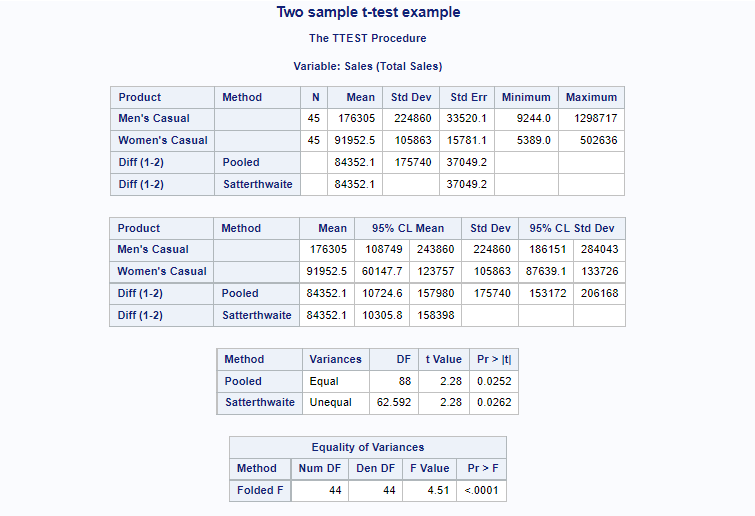 Two sample t-test example
The TTEST Procedure
Variable: Sales (Total Sales)
Product Method N Mean Std Dev Std Err Minimum Maximum
Men's Casual 45 176305 224860 33520.1 9244.0 1298717
Women's Casual 45 91952.5 105863 15781.1 5389.0 502636
Diff (1-2) Pooled 84352.1 175740 37049.2
Diff (1-2) Satterthwaite 84352.1 37049.2
Product Method Mean 95% CL Mean Std Dev 95% CL Std Dev
Men's Casual 176305 108749 243860 224860 186151 284043
Women's Casual 91952.5 60147.7 123757 105863 87639.1 133726
Diff (1-2) Pooled 84352.1 10724.6 157980 175740 153172 206168
Diff (1-2) Satterthwaite 84352.1 10305.8 158398
Method Variances DF t Value Pr > |t|
Pooled Equal 88 2.28 0.0252
Satterthwaite Unequal 62.592 2.28 0.0262
Equality of Variances
Method Num DF Den DF F Value Pr > F
Folded F 44 44 4.51 <.0001